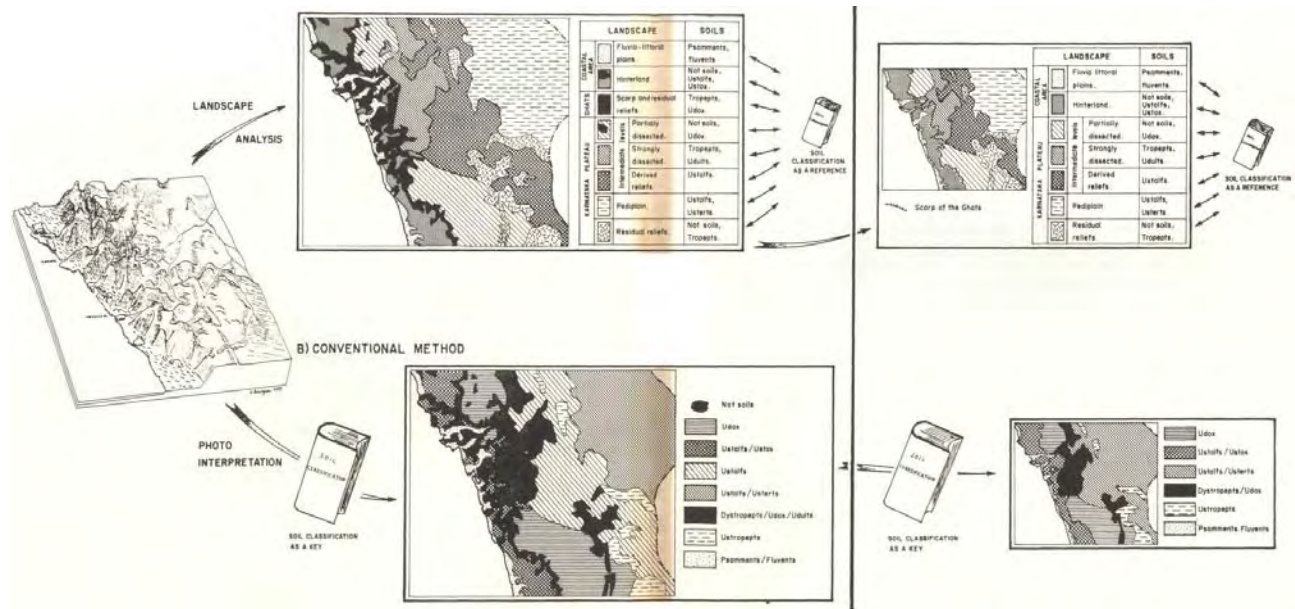 LANDSCAPE
ANALYSIS
LANDSCAPE SOILS
COASTAL AREA
Fluvio-littoral plains. Psamments, fluvents
Hinterland Not soils, Ustalfs, Ustox.
GHATS
Scarp and residual reliefs. Tropepts, Udox.
KARNATAKA PLATEAU
Intermediate levels
Partially dissected. Not soils, Udox.
Strongly dissected. Tropepts, Udults
Derived reliefs. Ustalfs.
Pediplain. Ustalfs, Usterts
Residual reliefs. Not soils, Tropepts.
SOIL
CLASSIFICATION
AS A REFERENCE
LANDSCAPE SOILS
COASTAL AREA
Fluvio littoral plains. Psamments, fluvents
Hinterland. Not soils, Ustalfs, Ustox.
KARNATAKA PLATEAU
Intermediate levels
Partially dissected. Not soils, Udox.
Strongly dissected. Tropepts, Udults
Derived reliefs. Ustalfs.
Pediplain. Ustalfs, Usterts
Residual reliefs Not soils, Tropepts.
Scarp of the Ghats
SOIL CLASSIFICATION
AS A REFERENCE
B) CONVENTIONAL METHOD
PHOTO
INTERPRETATION
SOIL
CLASSIFICATION
SOIL CLASSIFICATION
AS A KEY
Not soils
Udox
Ustalfs/Ustox
Ustalfs
Ustalfs/Usterts
Dystropepts/Udox/Udults
Ustropepts
Psamments/Fluvents
SOIL
CLASSIFICATION
SOIL CLASSIFICATION
AS A KEY
Udox
Ustalfs/Ustox
Ustalfs/Usterts
Dystropepts/Udox
Ustropepts
Psamments Fluvents